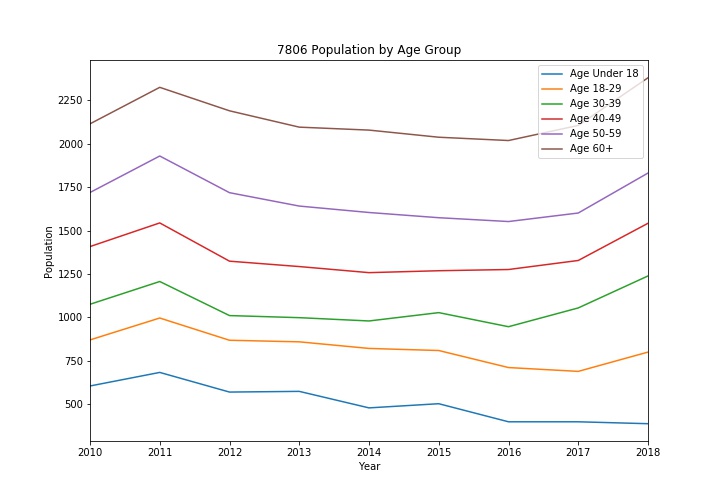 7806 Population by Age Group
Age Under 18
Age 18-29
Age 30-39
Age 40-49
Age 50-59
Age 60+
Population
2250
2000
1750
1500
1250
1000
750
500
2010 2011 2012 2013 2014 2015 2016 2017 2018
Year